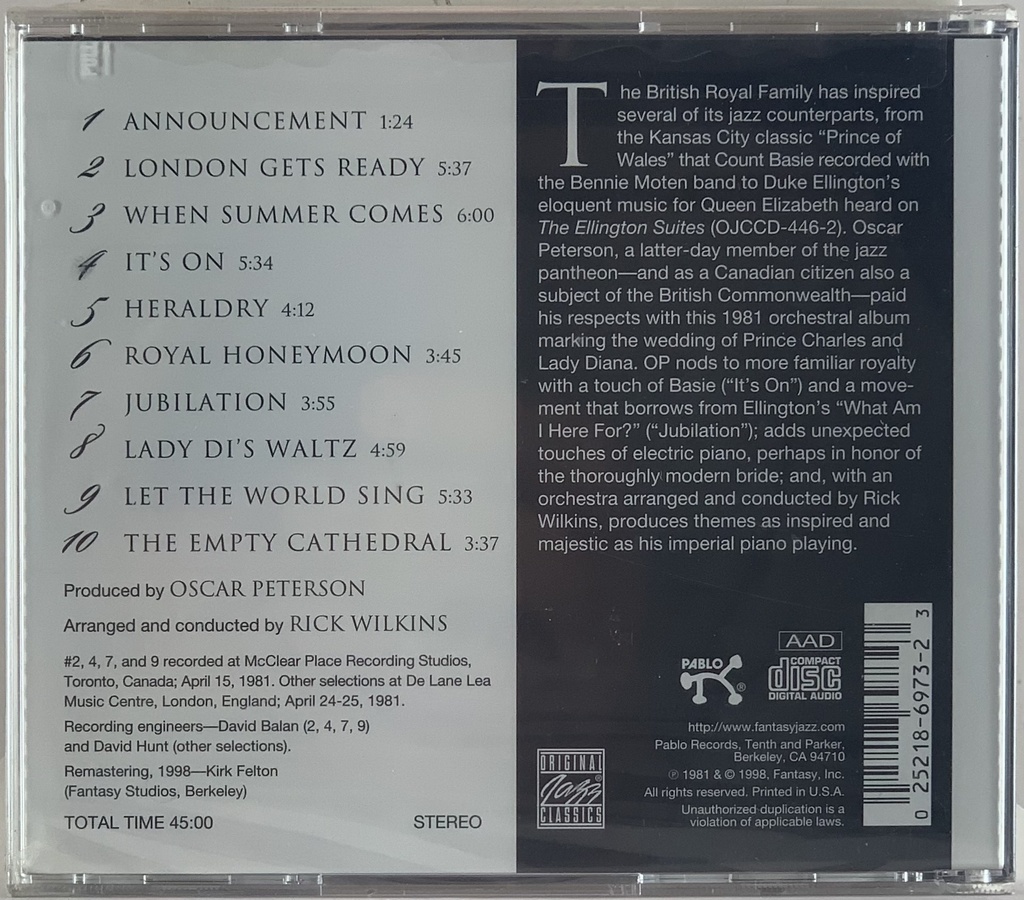 PULL
1 ANNOUNCEMENT 1:24
2 LONDON GETS READY 5:37
3 WHEN SUMMER COMES 6:00
4 IT'S ON 5:34
5 HERALDRY 4:12
6 ROYAL HONEYMOON 3:45
7 JUBILATION 3:55
8 LADY DI'S WALTZ 4:59
9 LET THE WORLD SING 5:33
10 THE EMPTY CATHEDRAL 3:37
Produced by OSCAR PETERSON
Arranged and conducted by RICK WILKINS
#2, 4, 7, and 9 recorded at McClear Place Recording Studios,
Toronto, Canada; April 15, 1981. Other selections at De Lane Lea
Music Centre, London, England; April 24-25, 1981.
Recording engineers—David Balan (2, 4, 7, 9)
and David Hunt (other selections).
Remastering, 1998—Kirk Felton
(Fantasy Studios, Berkeley)
TOTAL TIME 45:00 STEREO
The British Royal Family has inspired
several of its jazz counterparts, from
the Kansas City classic “Prince of
Wales” that Count Basie recorded with
the Bennie Moten band to Duke Ellington's
eloquent music for Queen Elizabeth heard on
The Ellington Suites (OJCCD-446-2). Oscar
Peterson, a latter-day member of the jazz
pantheon—and as a Canadian citizen also a
subject of the British Commonwealth—paid
his respects with this 1981 orchestral album
marking the wedding of Prince Charles and
Lady Diana. OP nods to more familiar royalty
with a touch of Basie (“It's On”) and a move-
ment that borrows from Ellington's “What Am
I Here For?” (“Jubilation”); adds unexpected
touches of electric piano, perhaps in honor of
the thoroughly modern bride; and, with an
orchestra arranged and conducted by Rick
Wilkins, produces themes as inspired and
majestic as his imperial piano playing.
AAD
PABLO ®
COMPACT
disc
DIGITAL AUDIO
http://www.fantasyjazz.com
Pablo Records, Tenth and Parker,
Berkeley, CA 94710
℗ 1981 & © 1998, Fantasy, Inc.
All rights reserved. Printed in U.S.A.
Unauthorized duplication is a
violation of applicable laws.
ORIGINAL
Jazz ®
CLASSICS
0 25218-6973-2 3